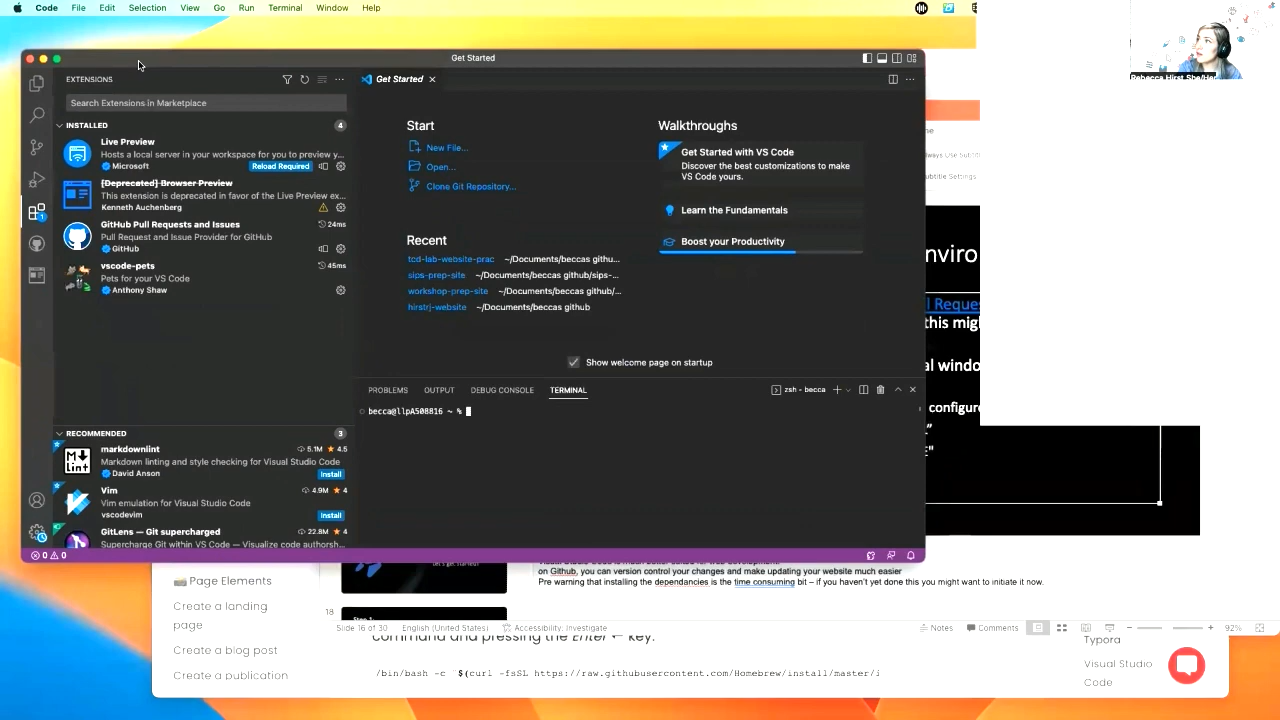 Code File Edit Selection View Go Run Terminal Window Help
Rebecca Hirst She/Her
Get Started
EXTENSIONS
Search Extensions in Marketplace
INSTALLED
4
Live Preview
Hosts a local server in your workspace for you to preview y...
Microsoft
Reload Required
[Deprecated] Browser Preview
This extension is deprecated in favor of the Live Preview ex...
Kenneth Auchenberg
GitHub Pull Requests and Issues
24ms
Pull Request and Issue Provider for GitHub
GitHub
vscode-pets
45ms
Pets for your VS Code
Anthony Shaw
RECOMMENDED
3
markdownlint
5.1M 4.5
Markdown linting and style checking for Visual Studio Code
David Anson
Install
Vim
4.9M 4
Vim emulation for Visual Studio Code
vscodevim
Install
GitLens — Git supercharged
22.8M 4
Supercharge Git within VS Code — Visualize code authorsh...
0 0
Get Started
Start
New File...
Open...
Clone Git Repository...
Recent
tcd-lab-website-prac ~/Documents/beccas githu...
sips-prep-site ~/Documents/beccas github/sips-...
workshop-prep-site ~/Documents/beccas github/...
hirstrj-website ~/Documents/beccas github
Walkthroughs
Get Started with VS Code
Discover the best customizations to make
VS Code yours.
Learn the Fundamentals
Boost your Productivity
Show welcome page on startup
PROBLEMS OUTPUT DEBUG CONSOLE TERMINAL
zsh - becca
becca@llpA508816 ~ %
me
lways Use Subti
ubtitle Settings
nviro
l Reques
this migh
al windo
configure
E"
on Github, you can version control your changes and make updating your website much easier
Pre warning that installing the dependancies is the time consuming bit – if you haven't yet done this you might want to initiate it now.
18
Slide 16 of 30 English (United States) Accessibility: Investigate
Notes Comments 92%
Page Elements
Create a landing
page
Create a blog post
Create a publication
command and pressing the Enter ↵ key:
/bin/bash -c "$(curl -fsSL https://raw.githubusercontent.com/Homebrew/install/master/i
Typora
Visual Studio
Code